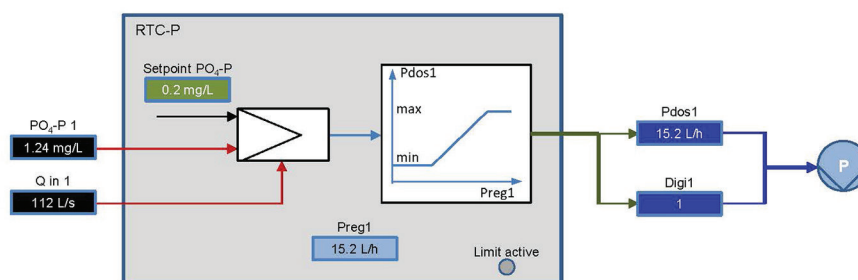 RTC-P
Setpoint PO₄-P
0.2 mg/L
PO₄-P 1
1.24 mg/L
Q in 1
112 L/s
Pdos1
max
min
Preg1
Preg1
15.2 L/h
Limit active
Pdos1
15.2 L/h
Digi1
1
P